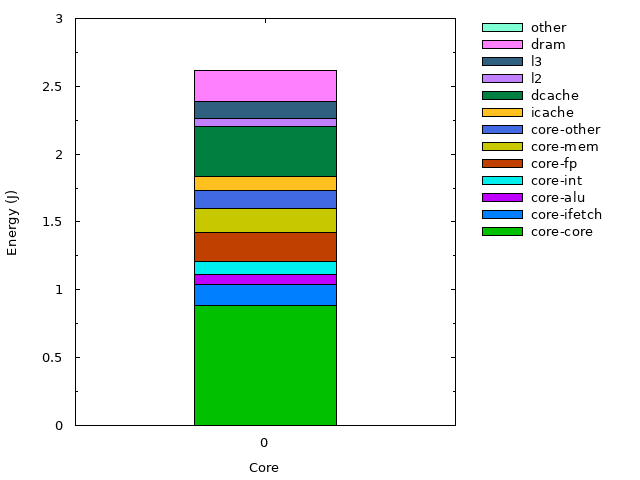 3
2.5
2
1.5
1
0.5
0
Energy (J)
0
Core
other
dram
l3
l2
dcache
icache
core-other
core-mem
core-fp
core-int
core-alu
core-ifetch
core-core